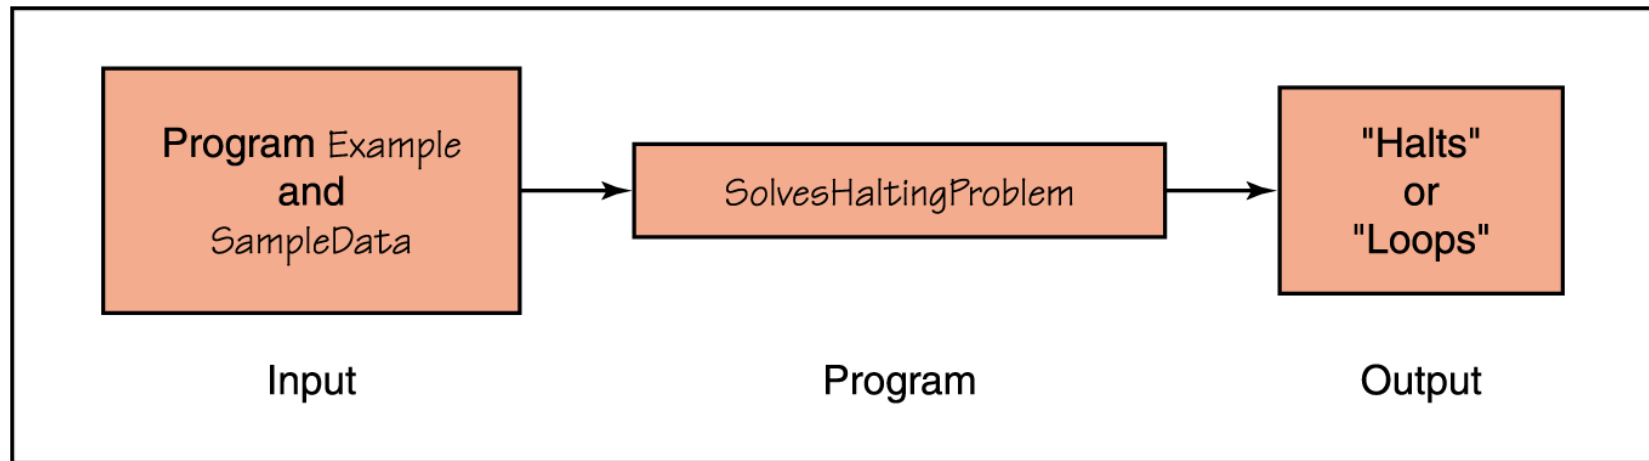 Program Example
and
SampleData
SolvesHaltingProblem
"Halts"
or
"Loops"
Input
Program
Output